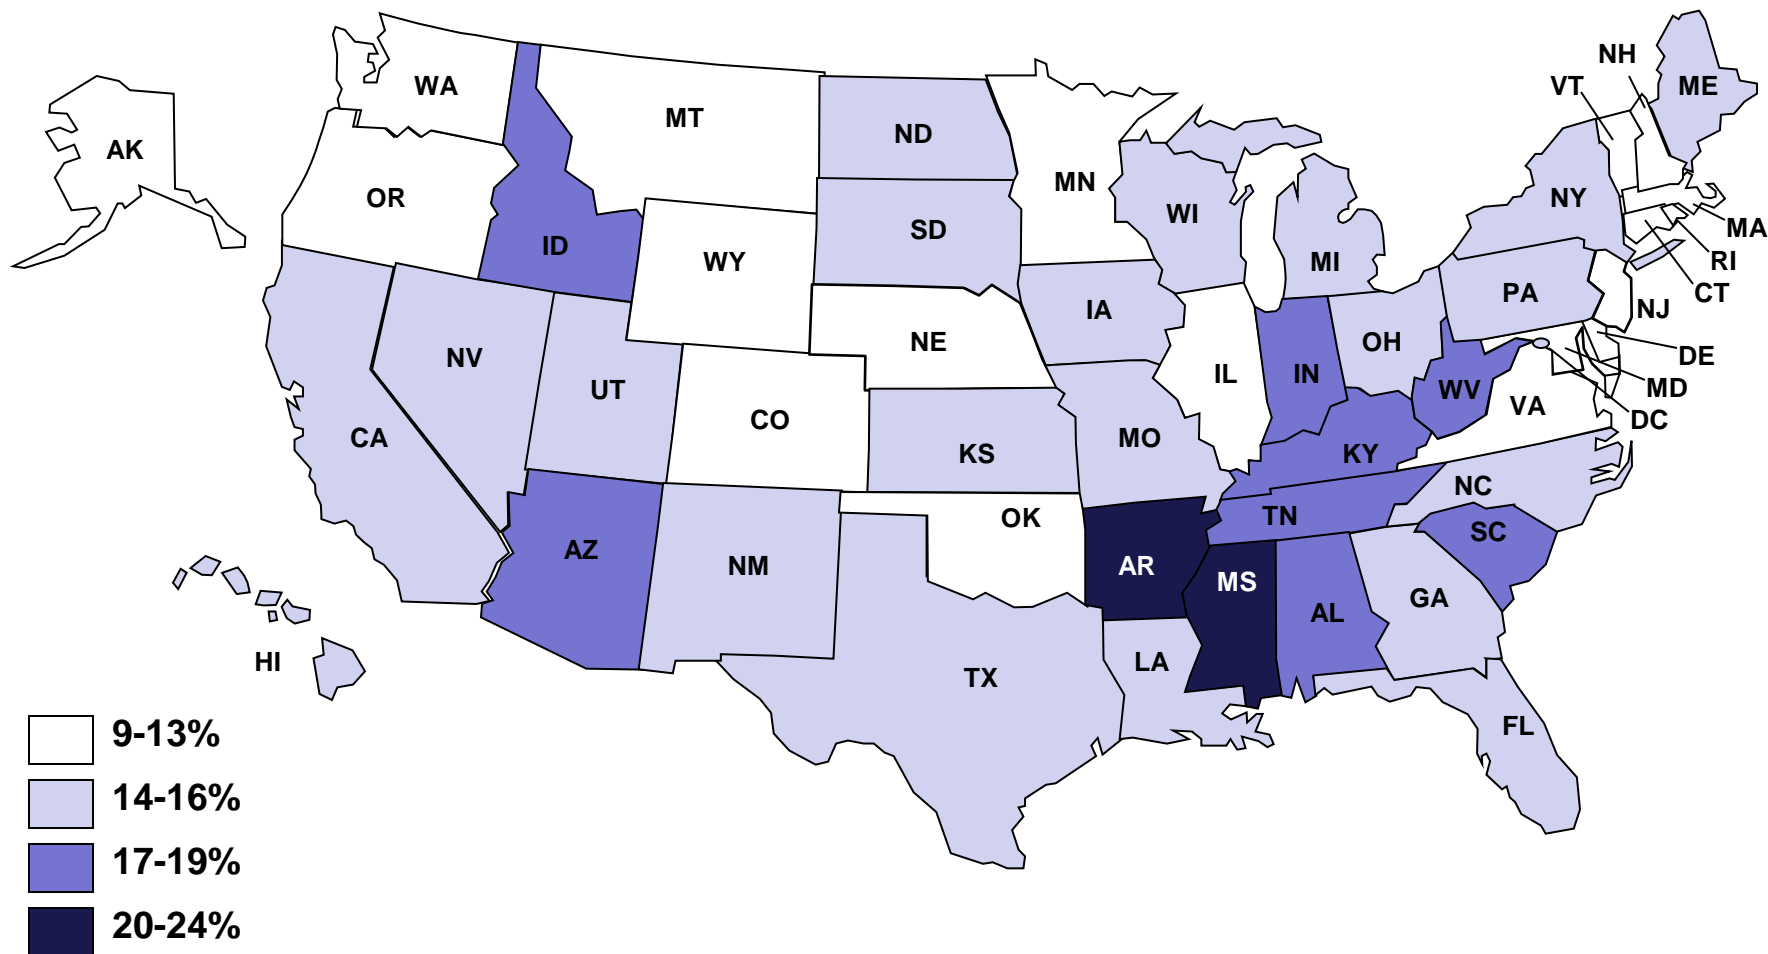 NH
VT
ME
WA
MT
ND
AK
MN
OR
NY
WI
SD
MA
ID
WY
MI
RI
PA
CT
IA
NJ
NE
OH
DE
NV
UT
IL
IN
WV
MD
CO
VA
DC
CA
MO
KS
KY
NC
OK
TN
SC
AZ
NM
AR
MS
GA
AL
HI
LA
TX
FL
9-13%
14-16%
17-19%
20-24%